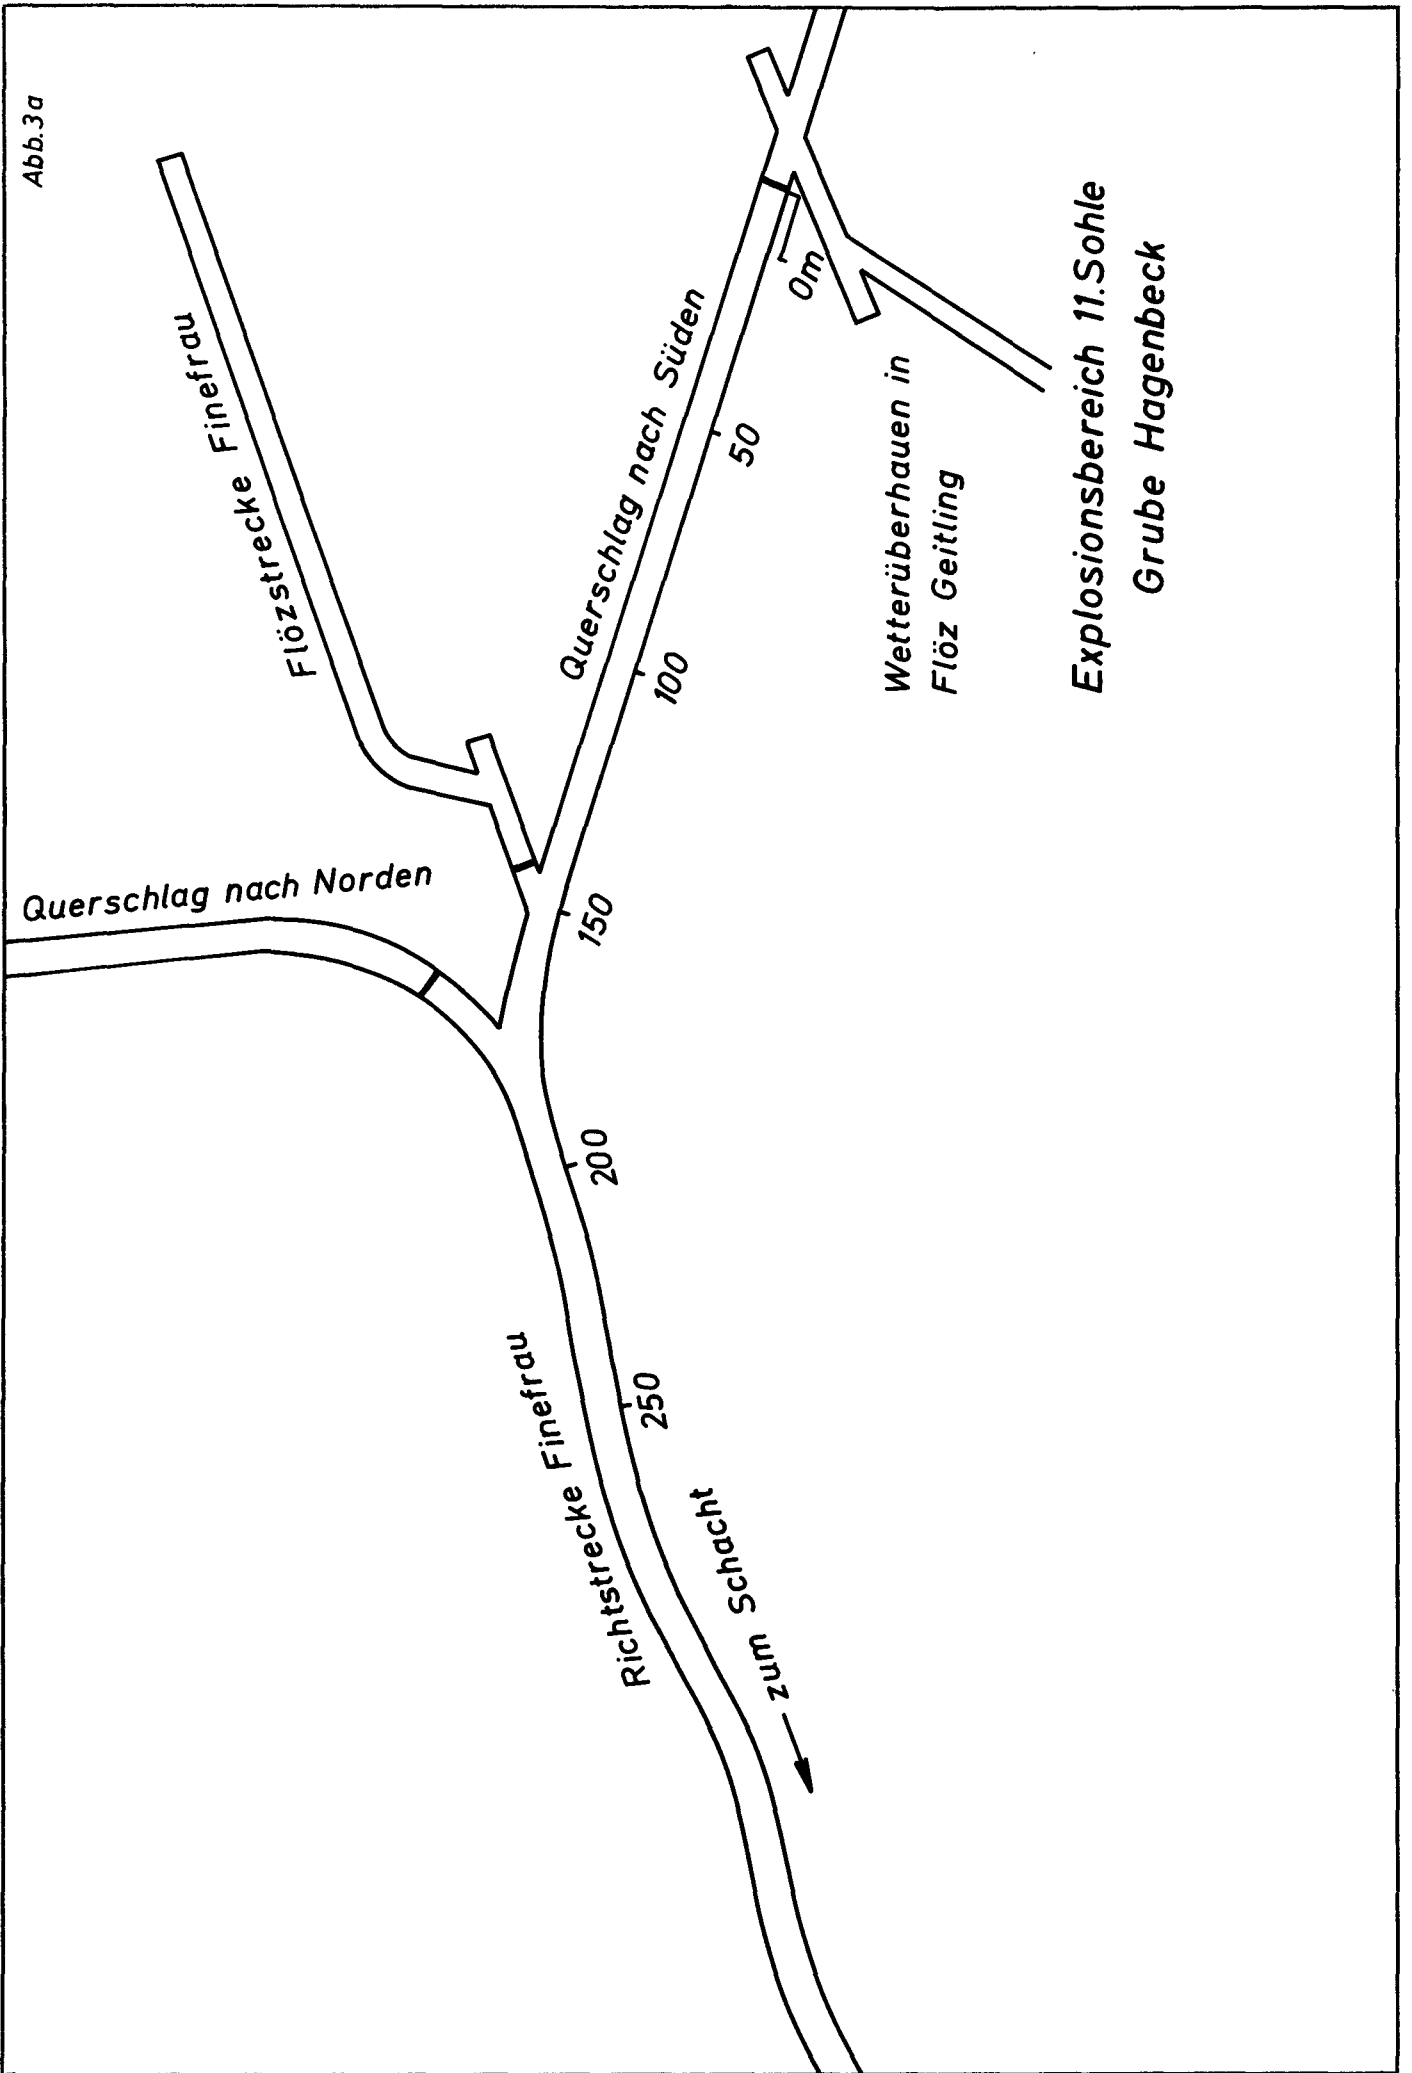 Abb.3a
Flözstrecke Finefrau
Querschlag nach Norden
Querschlag nach Süden
0m
50
100
150
200
250
Richtstrecke Finefrau
zum Schacht
Wetterüberhauen in
Flöz Geitling
Explosionsbereich 11.Sohle
Grube Hagenbeck